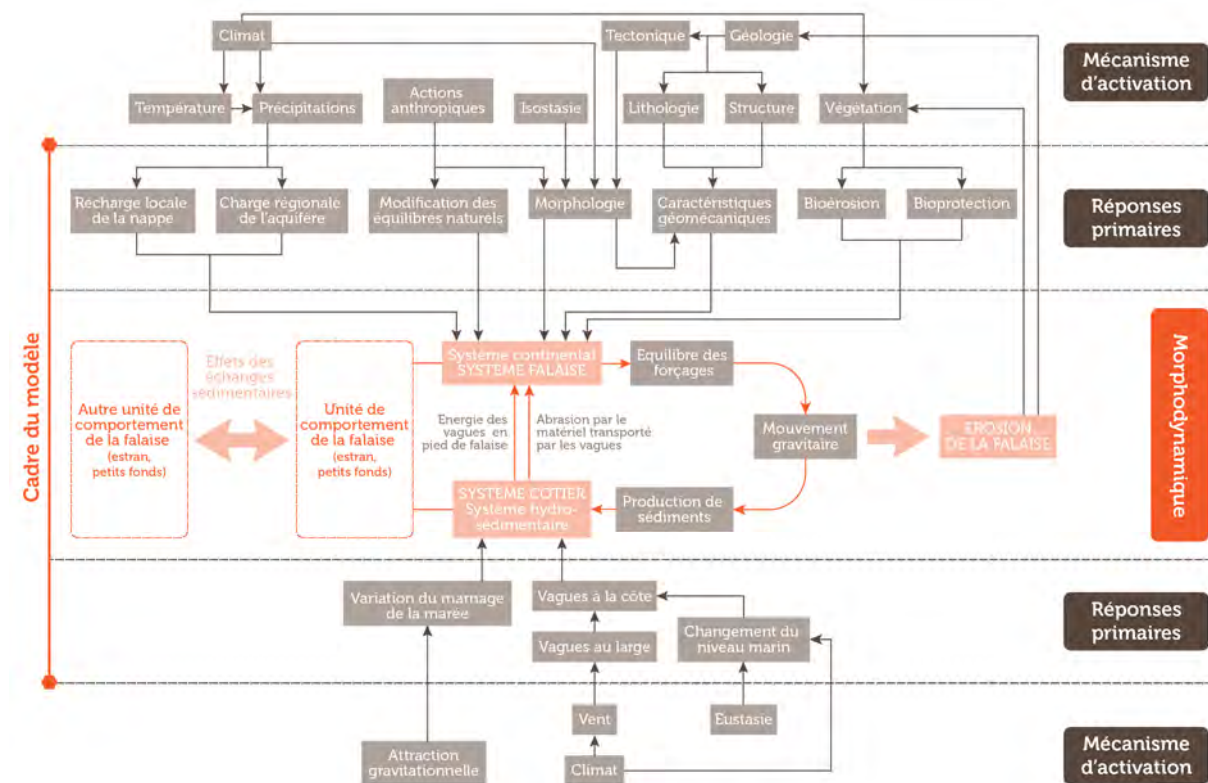 Climat
Tectonique
Géologie
Mécanisme
d'activation
Température
Précipitations
Actions
anthropiques
Isostasie
Lithologie
Structure
Végétation
Recharge locale
de la nappe
Charge régionale
de l'aquifère
Modification des
équilibres naturels
Morphologie
Caractéristiques
géomécaniques
Bioérosion
Bioprotection
Réponses
primaires
Cadre du modèle
Autre unité de
comportement
de la falaise
(estran,
petits fonds)
Effets des
échanges
sédimentaires
Unité de
comportement
de la falaise
(estran,
petits fonds)
Système continental
SYSTEME FALAISE
Equilibre des
forçages
Energie des
vagues en
pied de falaise
Abrasion par le
matériel transporté
par les vagues
Mouvement
gravitaire
EROSION
DE LA FALAISE
Morphodynamique
SYSTEME COTIER
Système hydro-
sédimentaire
Production de
sédiments
Variation du marnage
de la marée
Vagues à la côte
Vagues au large
Changement du
niveau marin
Réponses
primaires
Vent
Eustasie
Attraction
gravitationnelle
Climat
Mécanisme
d'activation